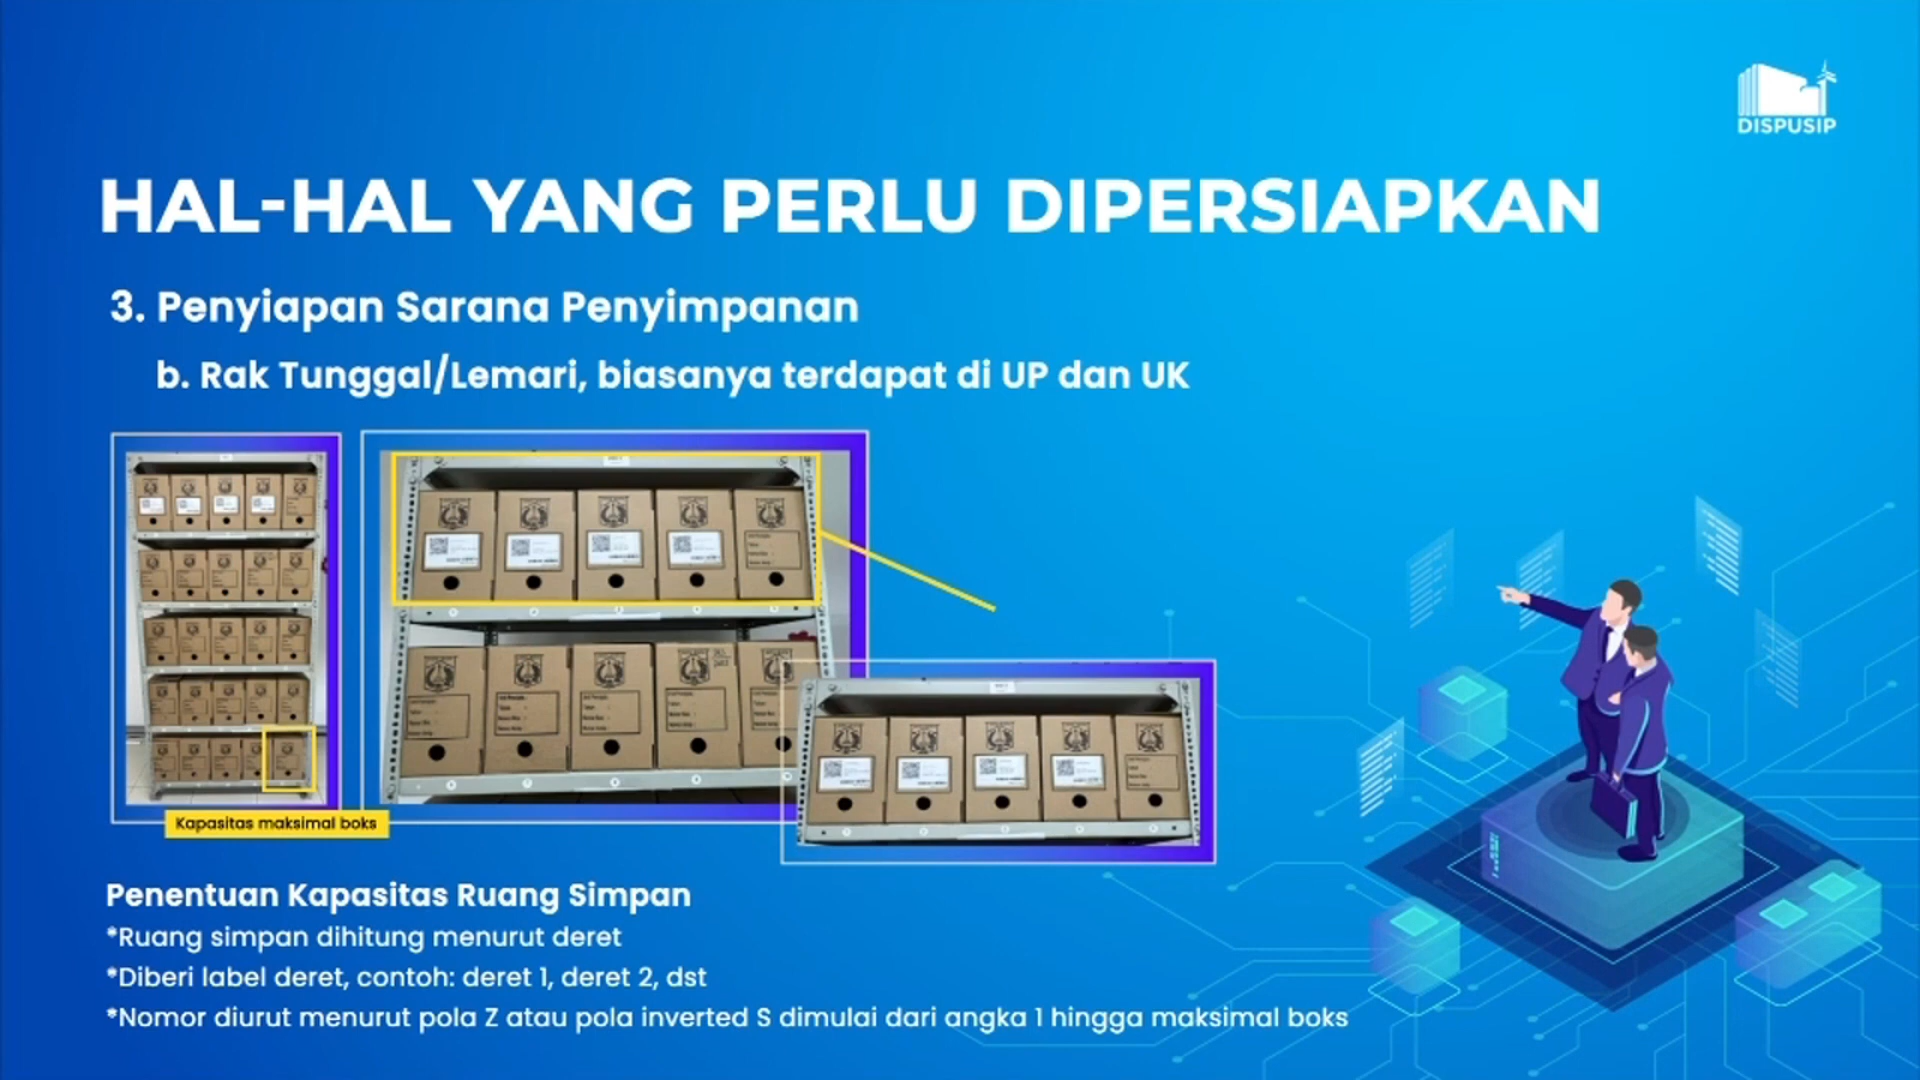 DISPUSIP
HAL-HAL YANG PERLU DIPERSIAPKAN
3. Penyiapan Sarana Penyimpanan
b. Rak Tunggal/Lemari, biasanya terdapat di UP dan UK
Kapasitas maksimal boks
Penentuan Kapasitas Ruang Simpan
*Ruang simpan dihitung menurut deret
*Diberi label deret, contoh: deret 1, deret 2, dst
*Nomor diurut menurut pola Z atau pola inverted S dimulai dari angka 1 hingga maksimal boks